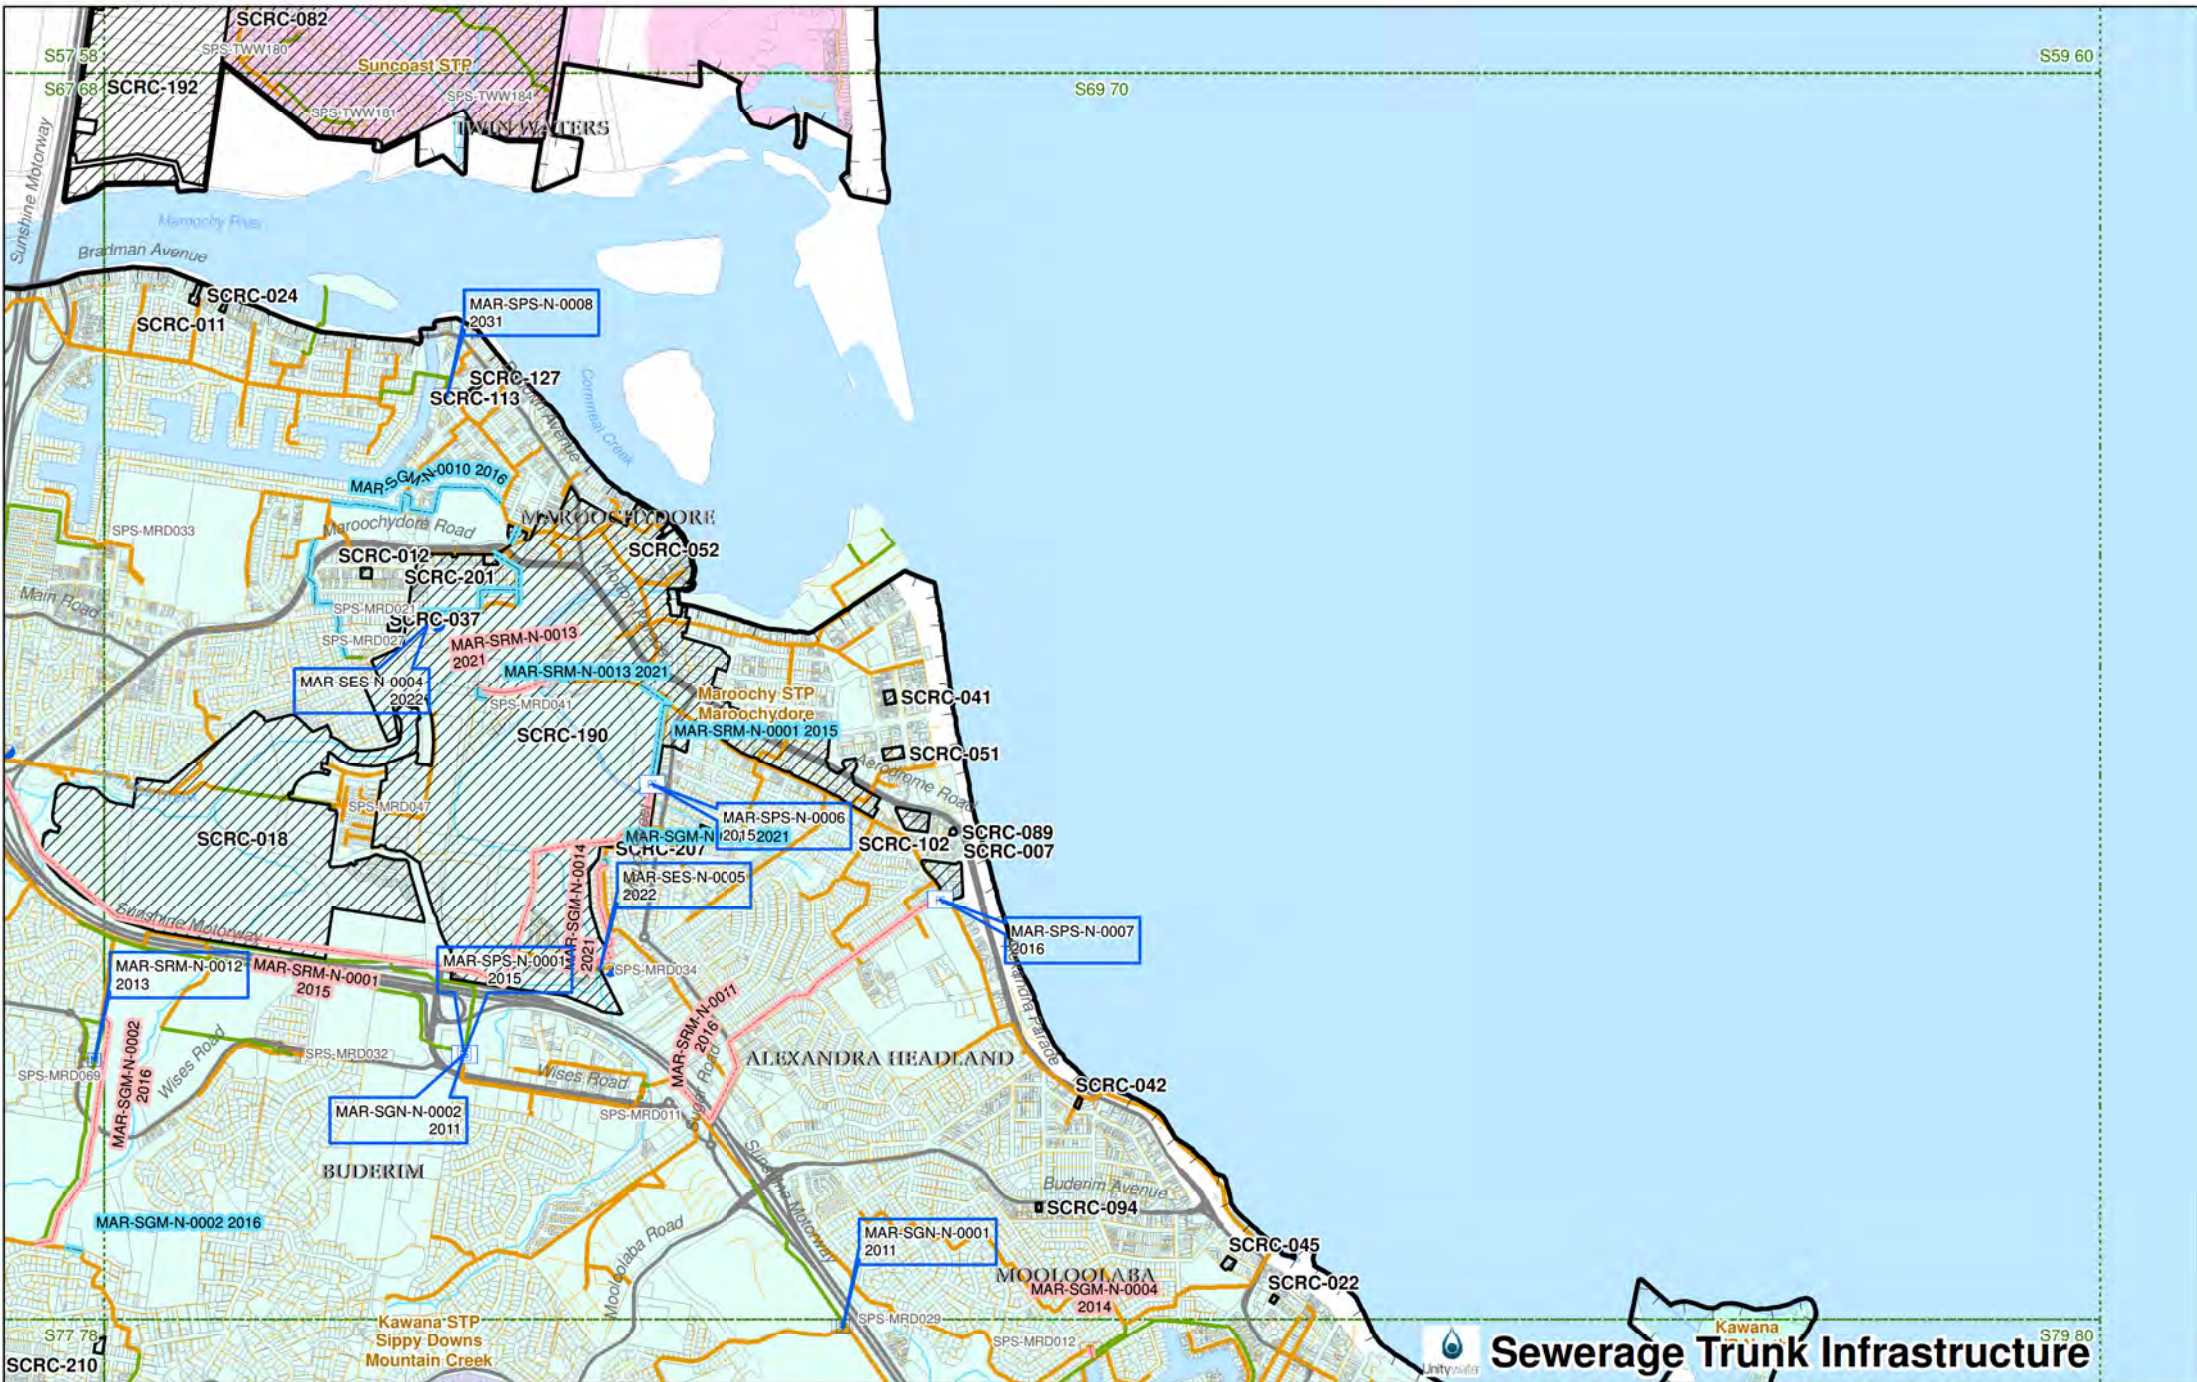 SCRC-082
SPS-TWW180
S57 58
Suncoast STP
S59 60
S67 68
SCRC-192
SPS-TWW184
S69 70
SPS-TWW181
TWIN WATERS
Sunshine Motorway
Maroochy River
Bradman Avenue
SCRC-024
SCRC-011
MAR-SPS-N-0008
2031
SCRC-127
SCRC-113
Cornmeal Creek
MAR-SGM-N-0010 2016
SPS-MRD033
Maroochydore Road
MAROOCHYDORE
SCRC-052
SCRC-012
SCRC-201
Main Road
SPS-MRD021
SCRC-037
SPS-MRD027
MAR-SRM-N-0013
2021
MAR-SRM-N-0013 2021
MAR SES N 0004
2022
Maroochy STP
Maroochydore
SCRC-041
SPS-MRD041
SCRC-190
MAR-SRM-N-0001 2015
SCRC-051
Aerodrome Road
SPS-MRD047
MAR-SPS-N-0006
2015
MAR-SGM-N
2021
SCRC-018
SCRC-207
SCRC-102
SCRC-089
SCRC-007
MAR-SGM-N-0014
2021
MAR-SES-N-0005
2022
Sunshine Motorway
MAR-SPS-N-0007
2016
MAR-SRM-N-0012
2013
MAR-SRM-N-0001
2015
MAR-SPS-N-0001
2015
SPS-MRD034
MAR-SRM-N-0011
2016
Alexandra Parade
ALEXANDRA HEADLAND
SPS-MRD032
SPS-MRD069
MAR-SGM-N-0002
2016
Wises Road
Wises Road
Sugar Road
SCRC-042
MAR-SGN-N-0002
2011
SPS-MRD011
BUDERIM
Sunshine Motorway
Buderim Avenue
SCRC-094
MAR-SGM-N-0002 2016
Mooloolaba Road
MAR-SGN-N-0001
2011
SCRC-045
MOOLOOLABA
SCRC-022
MAR-SGM-N-0004
2014
Kawana STP
Sippy Downs
Mountain Creek
SPS-MRD029
SPS-MRD012
S77 78
Kawana
S79 80
SCRC-210
Unitywater
Sewerage Trunk Infrastructure